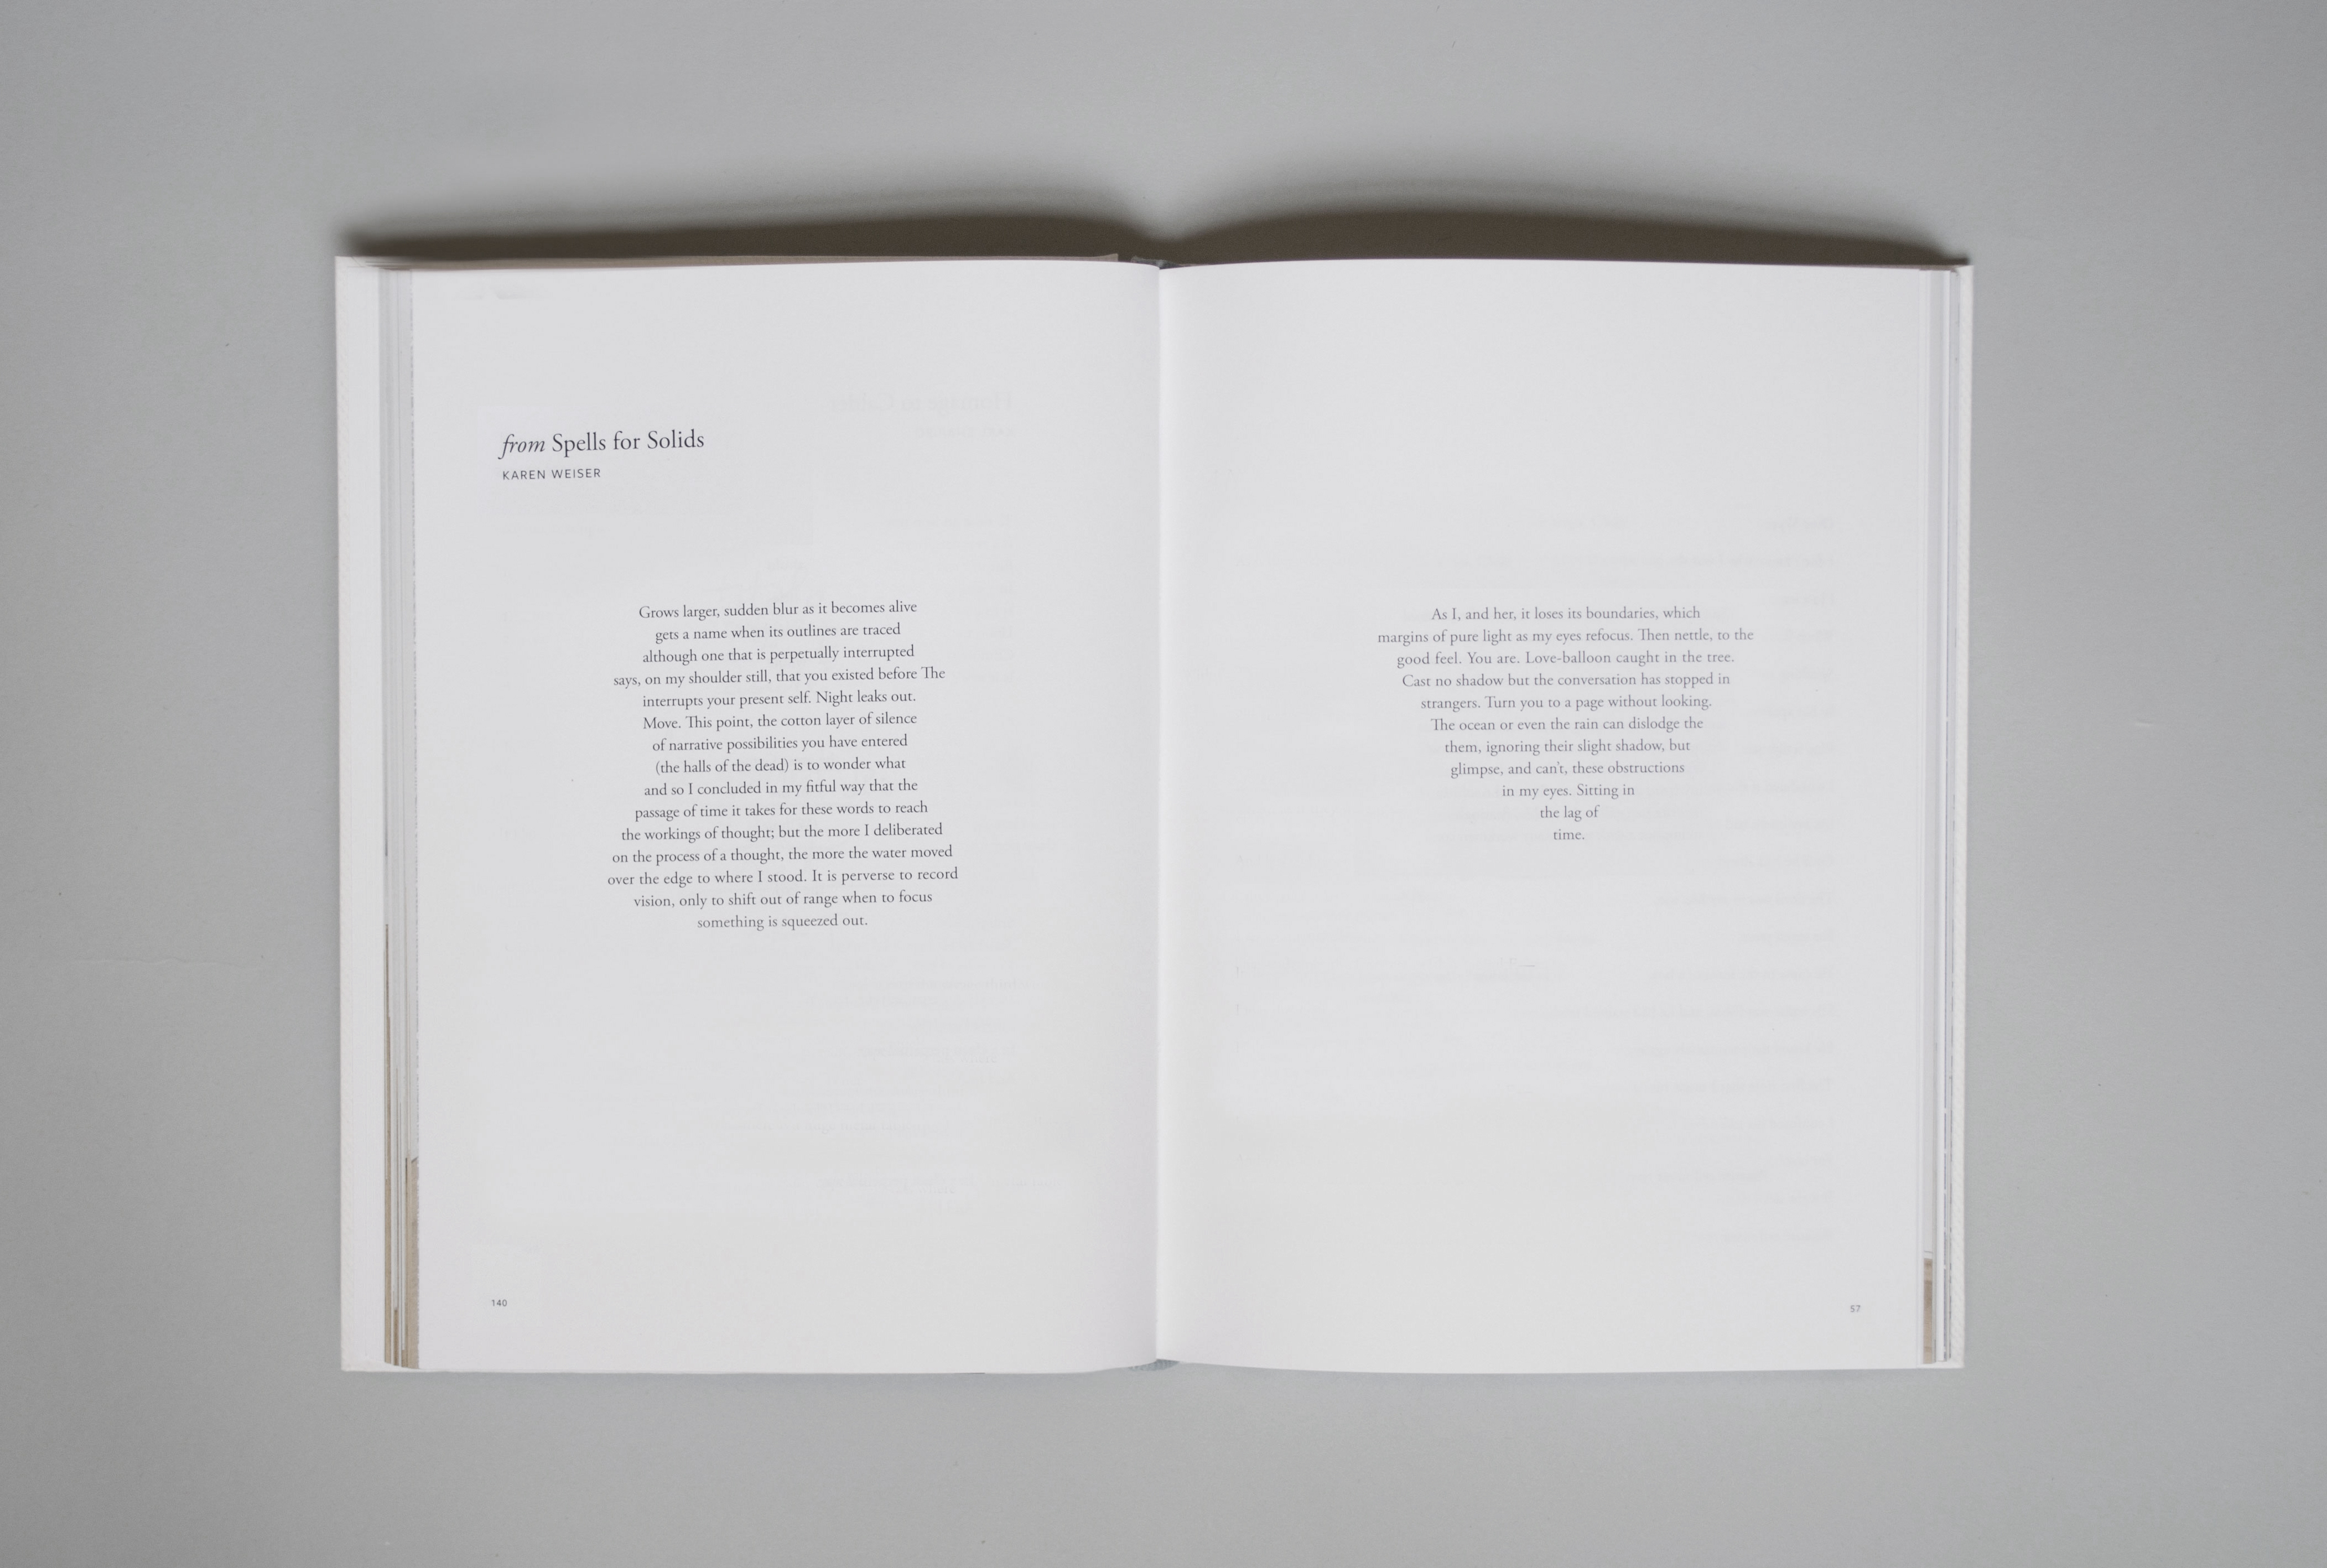 from Spells for Solids
KAREN WEISER
Grows larger, sudden blur as it becomes alive
gets a name when its outlines are traced
although one that is perpetually interrupted
says, on my shoulder still, that you existed before The
interrupts your present self. Night leaks out.
Move. This point, the cotton layer of silence
of narrative possibilities you have entered
(the halls of the dead) is to wonder what
and so I concluded in my fitful way that the
passage of time it takes for these words to reach
the workings of thought; but the more I deliberated
on the process of a thought, the more the water moved
over the edge to where I stood. It is perverse to record
vision, only to shift out of range when to focus
something is squeezed out.
140
As I, and her, it loses its boundaries, which
margins of pure light as my eyes refocus. Then nettle, to the
good feel. You are. Love-balloon caught in the tree.
Cast no shadow but the conversation has stopped in
strangers. Turn you to a page without looking.
The ocean or even the rain can dislodge the
them, ignoring their slight shadow, but
glimpse, and can't, these obstructions
in my eyes. Sitting in
the lag of
time.
57